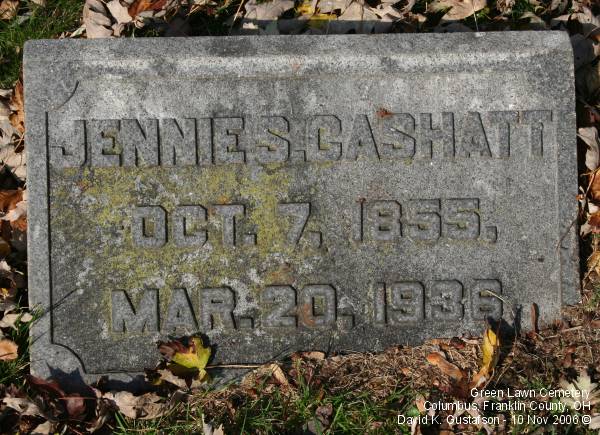 JENNIE S. CASHATT
OCT. 7, 1855.
MAR. 20. 1936
Green Lawn Cemetery
Columbus, Franklin County, OH
David K. Gustafson - 10 Nov 2006 ©